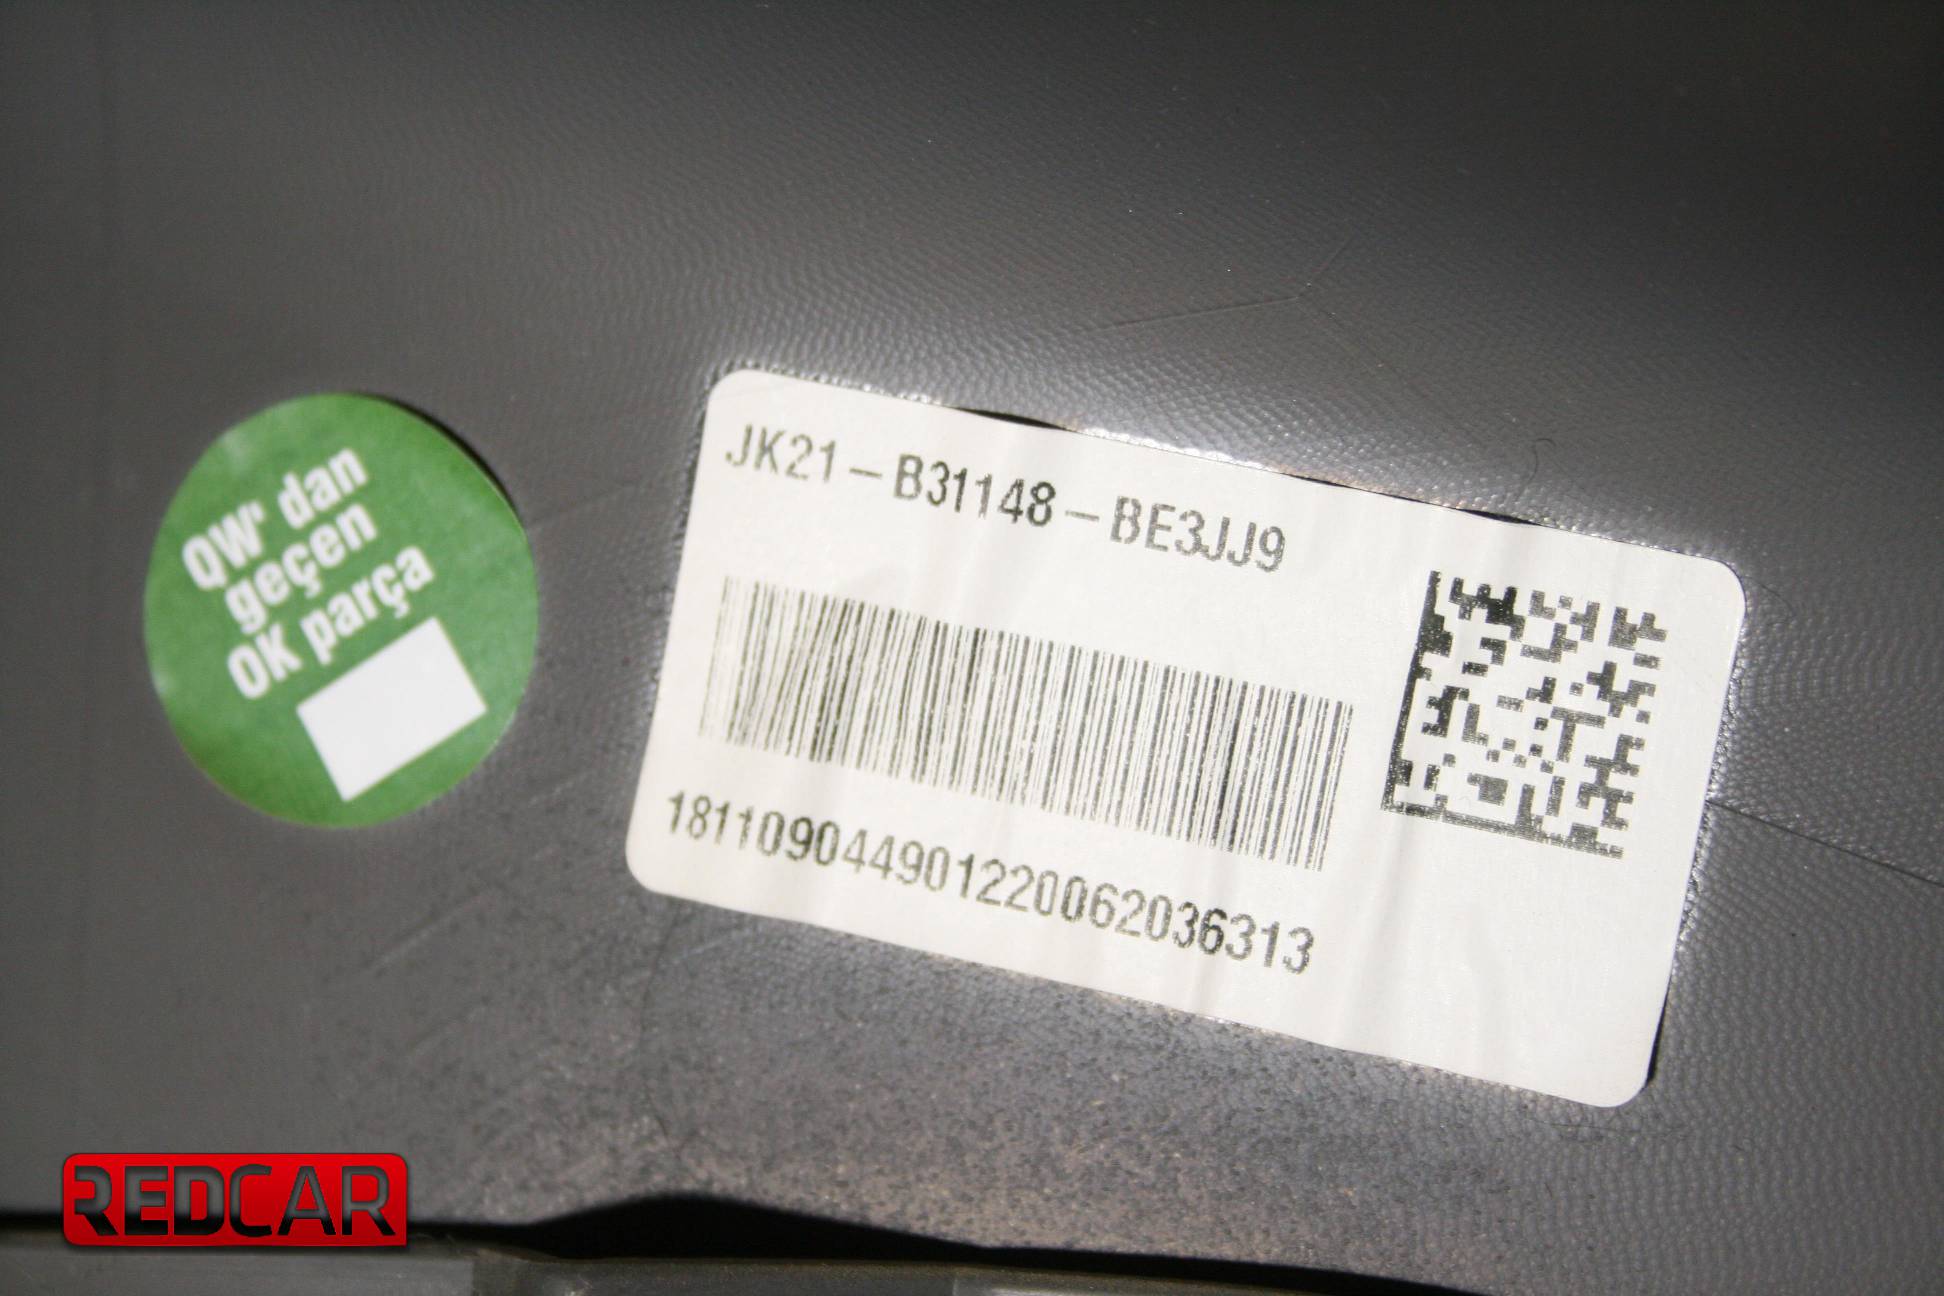 QW' dan
geçen
OK parça
JK21-B31148-BE3JJ9
181109044901220062036313
REDCAR